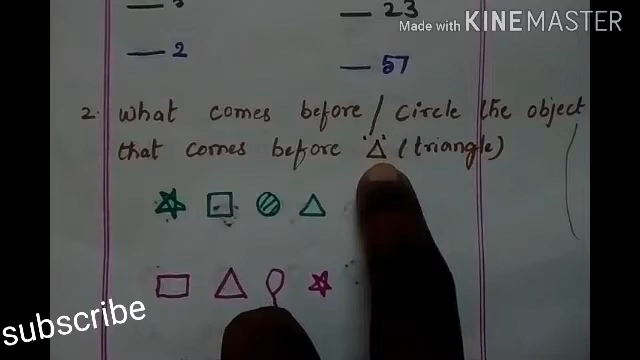 23
Made with KINEMASTER
2
57
2. What comes before / Circle the object
that comes before '△' (triangle)
subscribe